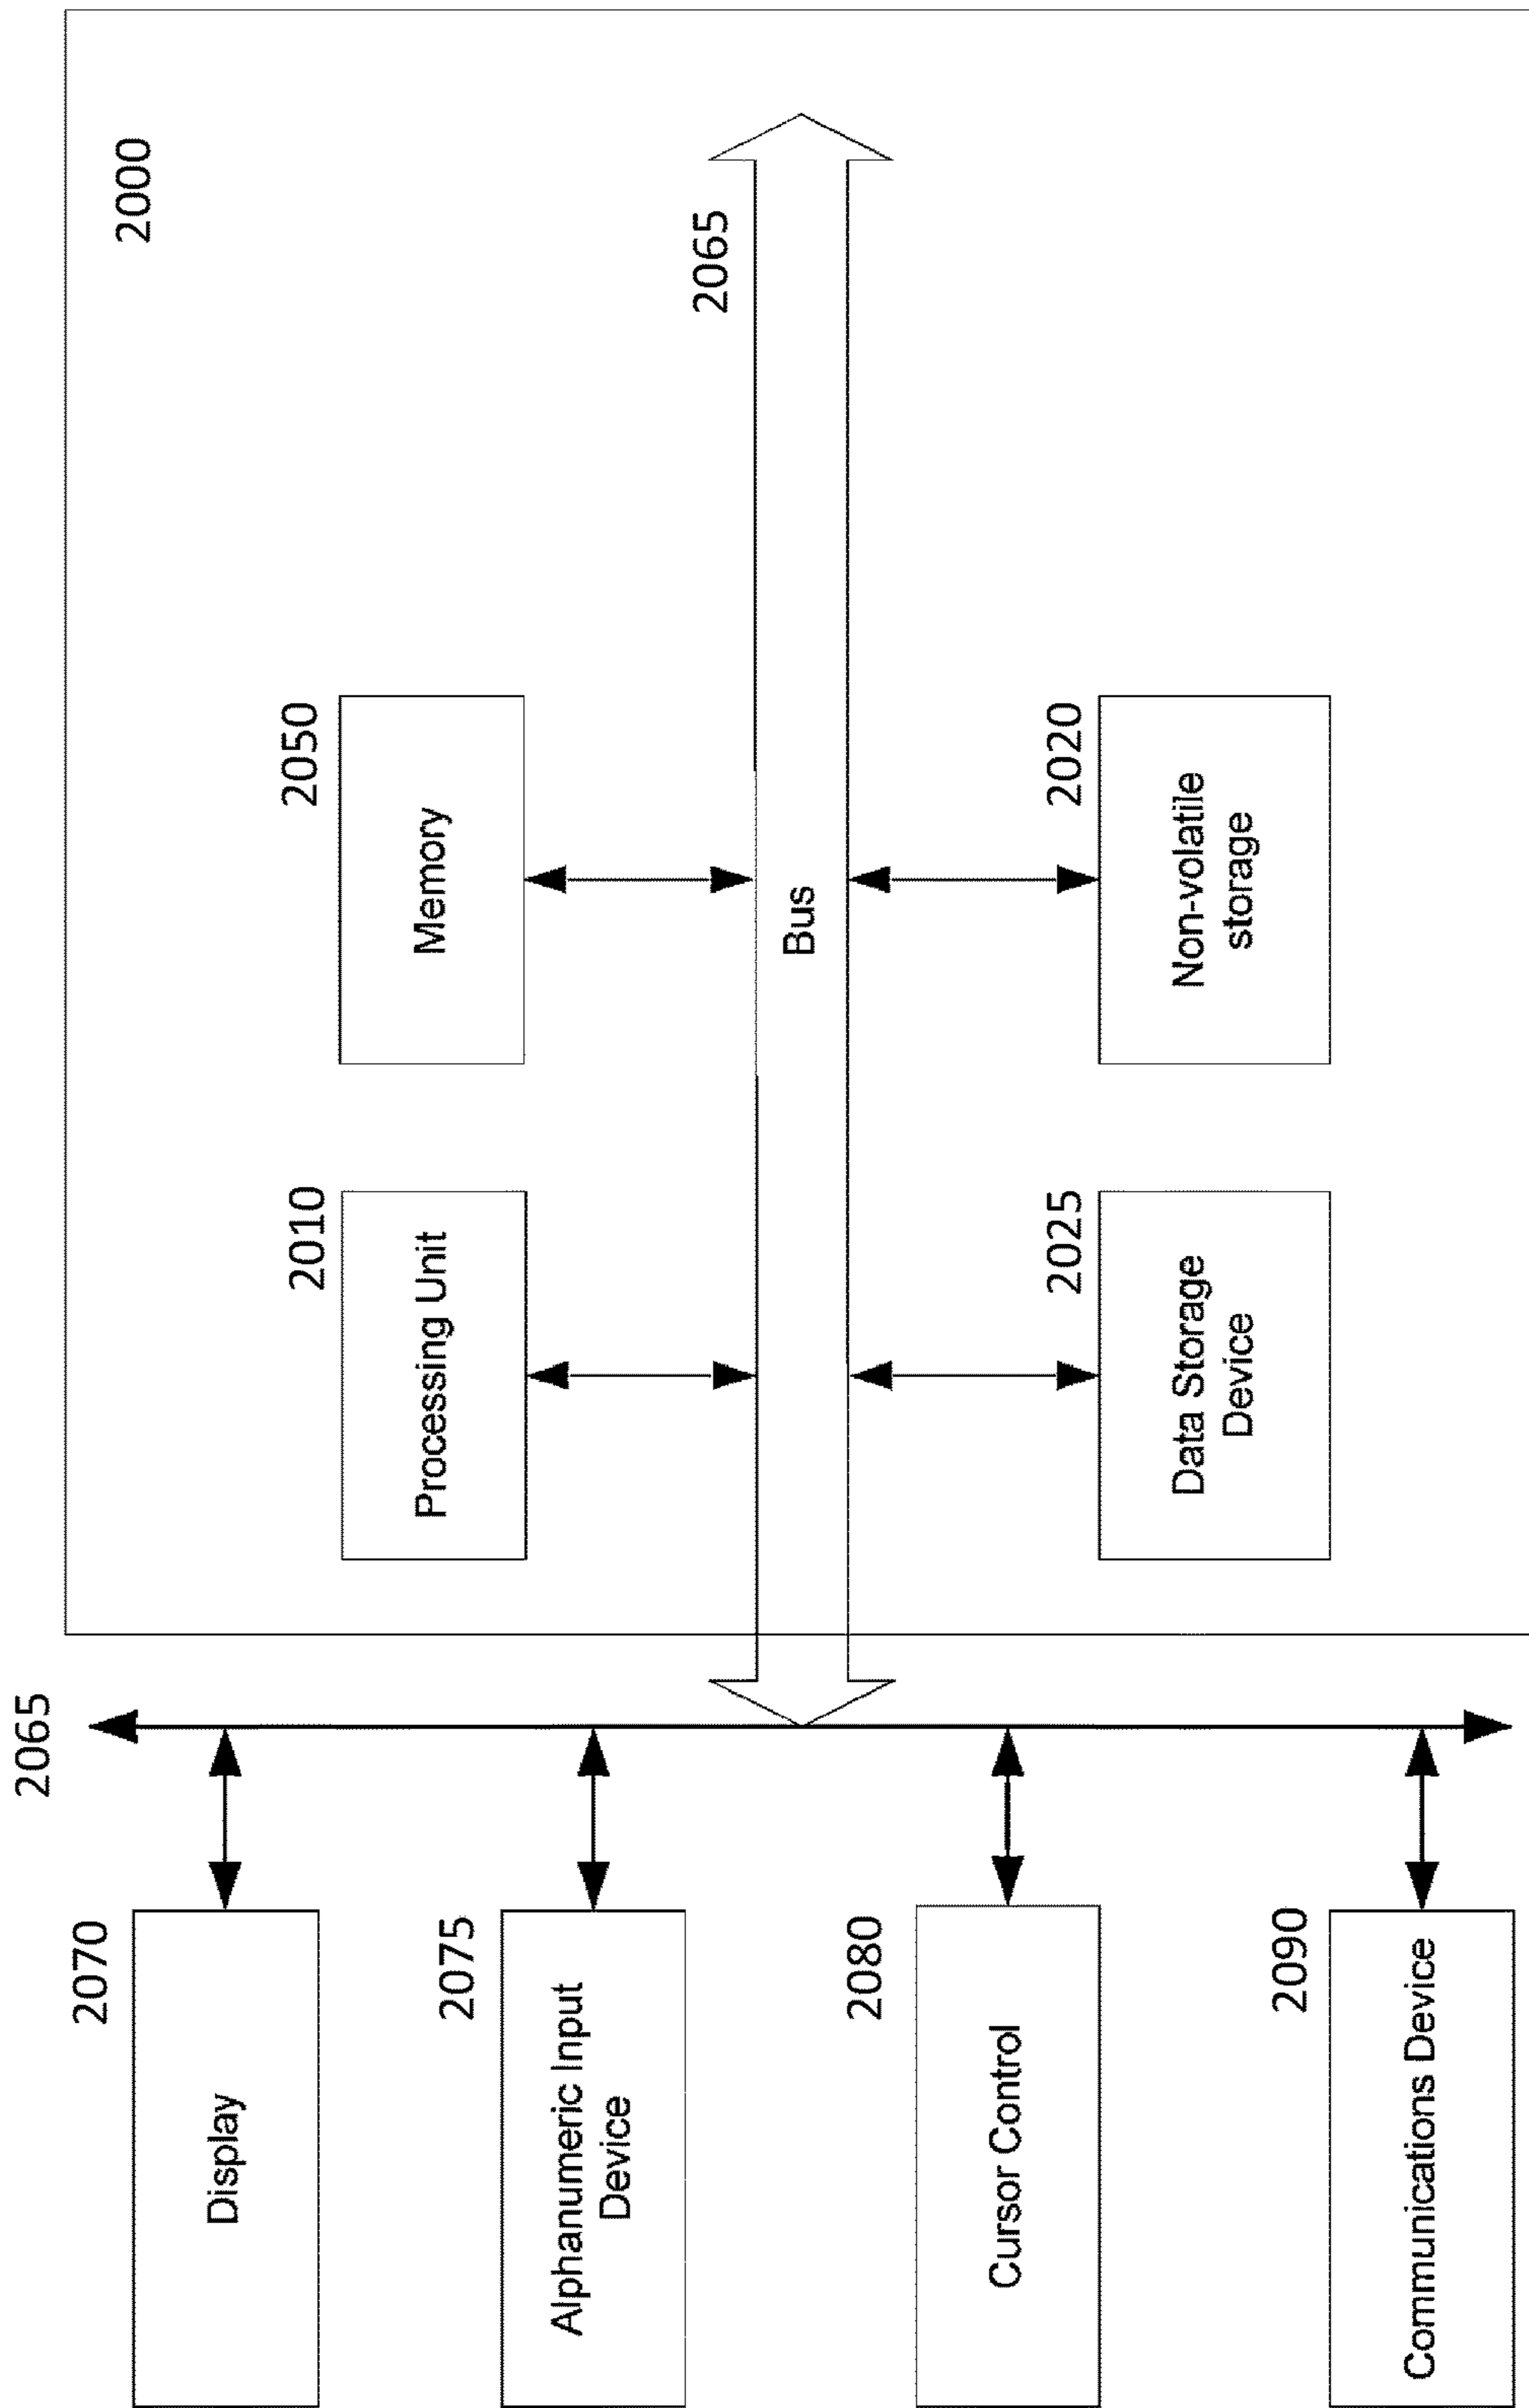 2065
2070
Display
2075
Alphanumeric Input
Device
2080
Cursor Control
2090
Communications Device
2000
2010
Processing Unit
2050
Memory
2065
Bus
2025
Data Storage
Device
2020
Non-volatile
storage